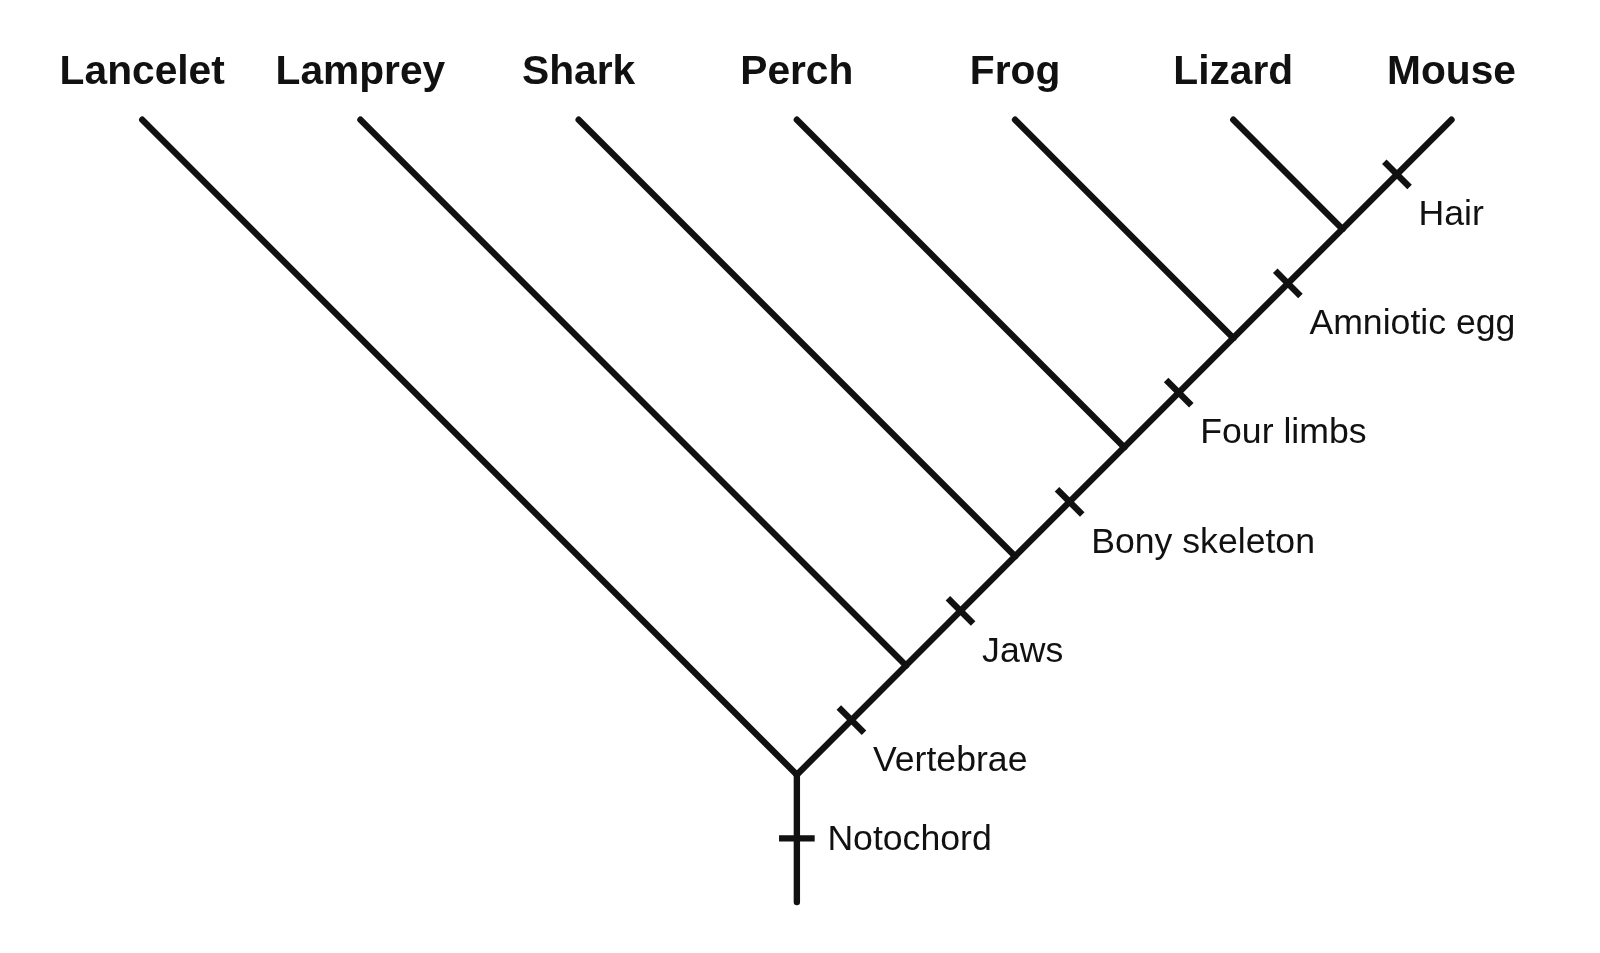 Lancelet Lamprey Shark Perch Frog Lizard Mouse
Hair
Amniotic egg
Four limbs
Bony skeleton
Jaws
Vertebrae
Notochord